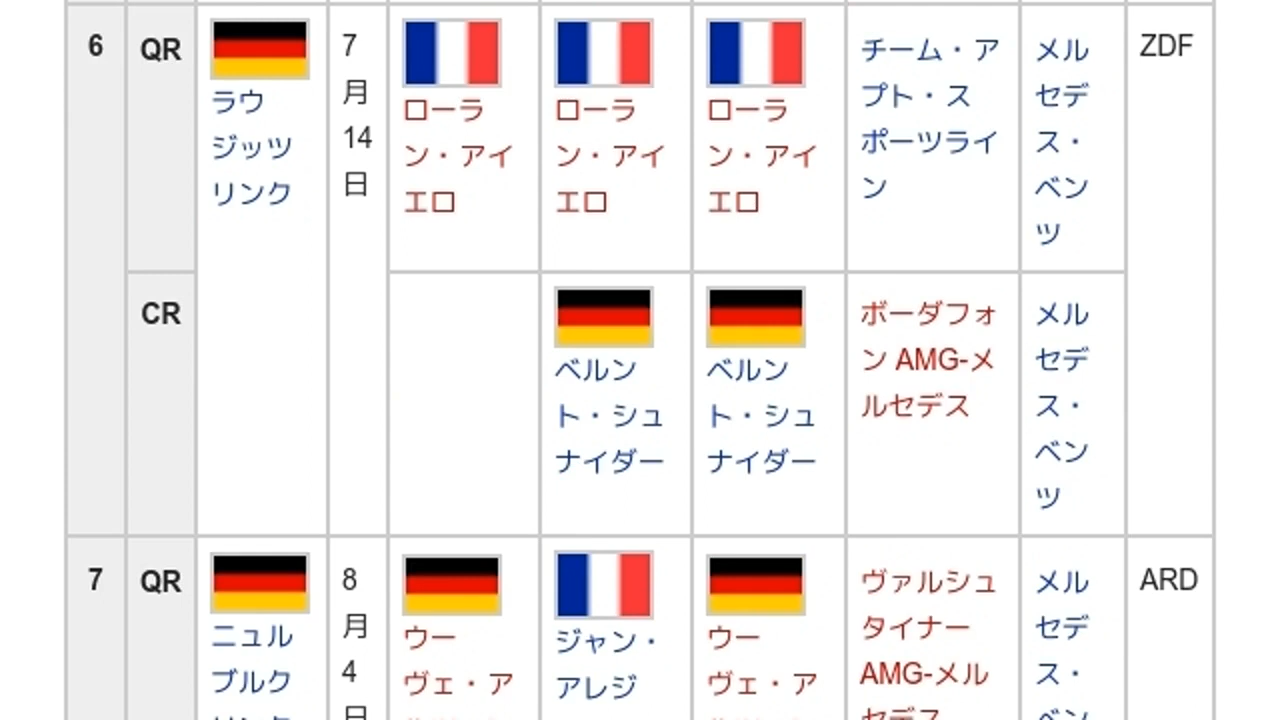 6
QR
ラウ
ジッツ
リンク
7
月
14
日
ローラ
ン・アイ
エロ
ローラ
ン・アイ
エロ
ローラ
ン・アイ
エロ
チーム・ア
プト・ス
ポーツライ
ン
メル
セデ
ス・
ベン
ツ
ZDF
CR
ベルン
ト・シュ
ナイダー
ベルン
ト・シュ
ナイダー
ボーダフォ
ン AMG-メ
ルセデス
メル
セデ
ス・
ベン
ツ
7
QR
ニュル
ブルク
8
月
4
日
ウー
ヴェ・ア
ジャン・
アレジ
ウー
ヴェ・ア
ヴァルシュ
タイナー
AMG-メル
セデス
メル
セデ
ス・
ベン
ARD